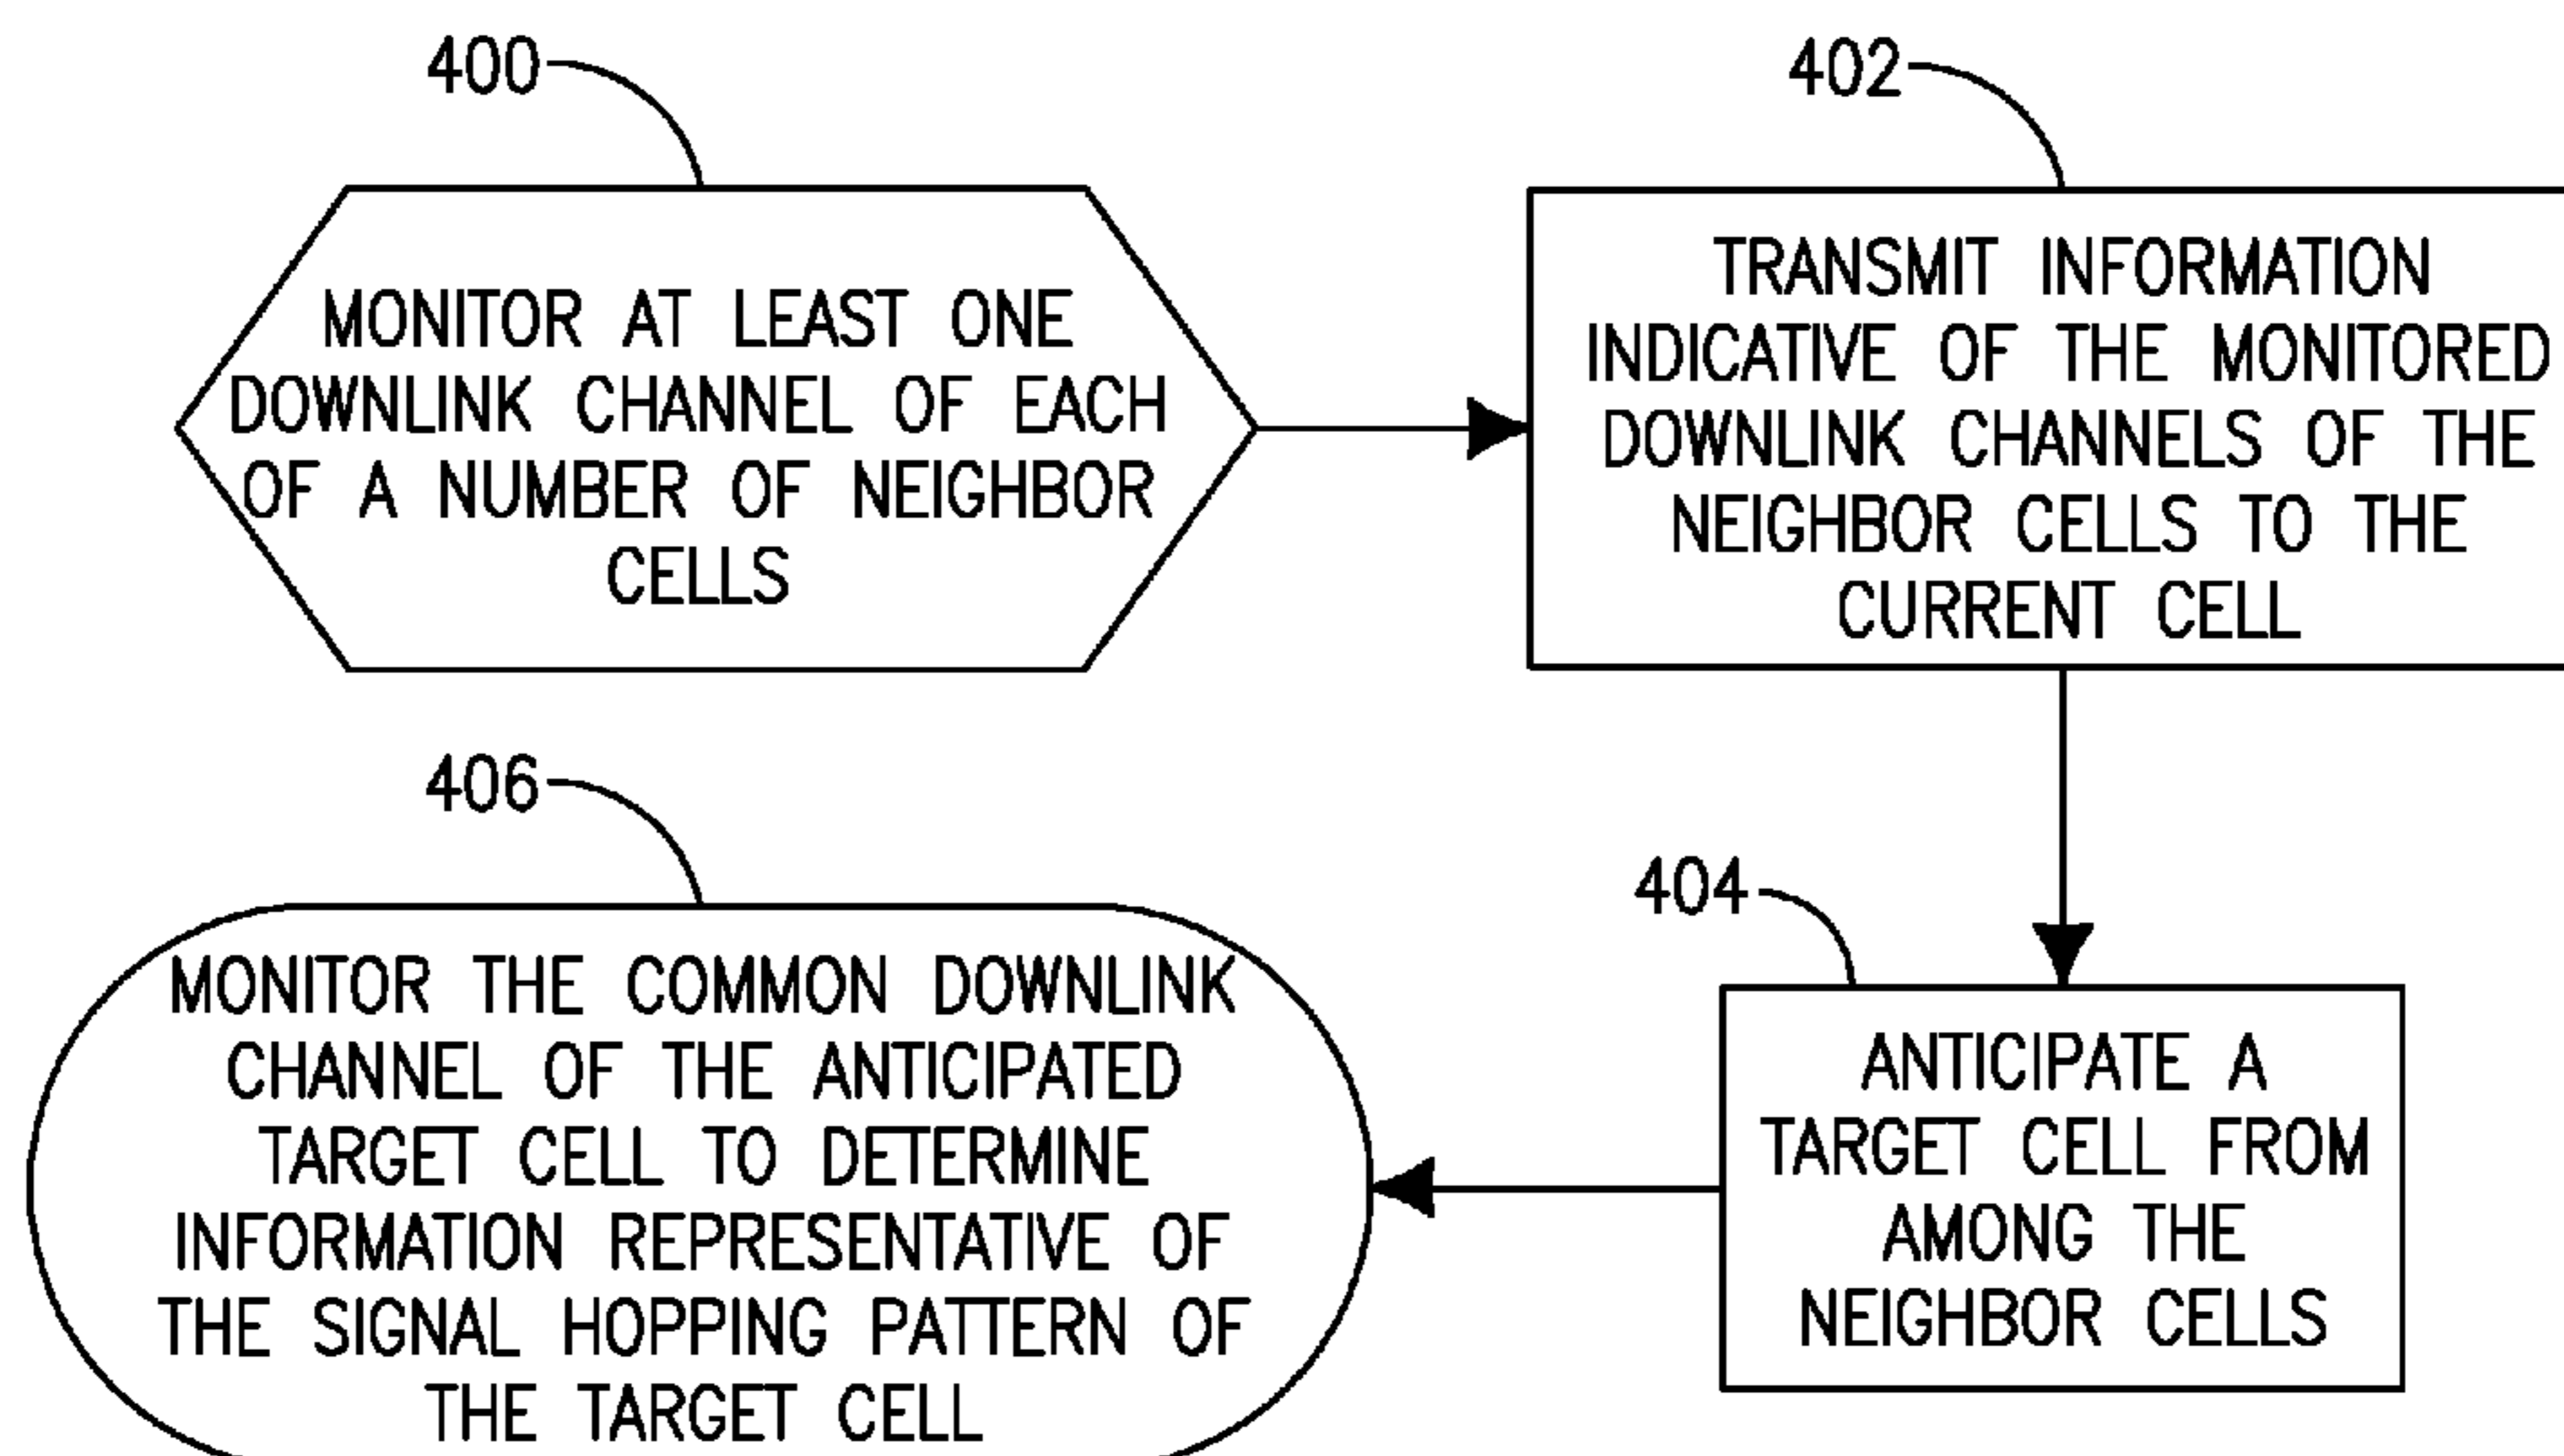 400
MONITOR AT LEAST ONE
DOWNLINK CHANNEL OF EACH
OF A NUMBER OF NEIGHBOR
CELLS
402
TRANSMIT INFORMATION
INDICATIVE OF THE MONITORED
DOWNLINK CHANNELS OF THE
NEIGHBOR CELLS TO THE
CURRENT CELL
404
ANTICIPATE A
TARGET CELL FROM
AMONG THE
NEIGHBOR CELLS
406
MONITOR THE COMMON DOWNLINK
CHANNEL OF THE ANTICIPATED
TARGET CELL TO DETERMINE
INFORMATION REPRESENTATIVE OF
THE SIGNAL HOPPING PATTERN OF
THE TARGET CELL